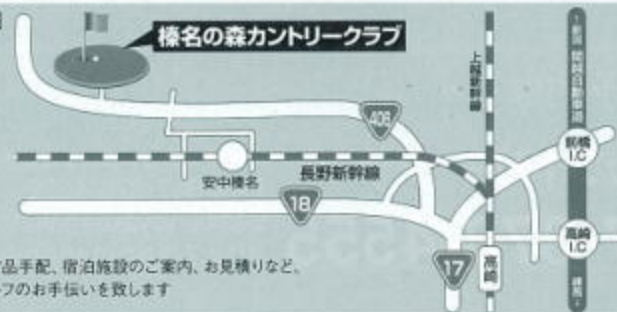 榛名の森カントリークラブ
上越新幹線
関越自動車道
406
前橋
I.C
安中榛名
長野新幹線
18
高崎
I.C
17
高崎
品手配、宿泊施設のご案内、お見積りなど、
フのお手伝いを致します
練馬